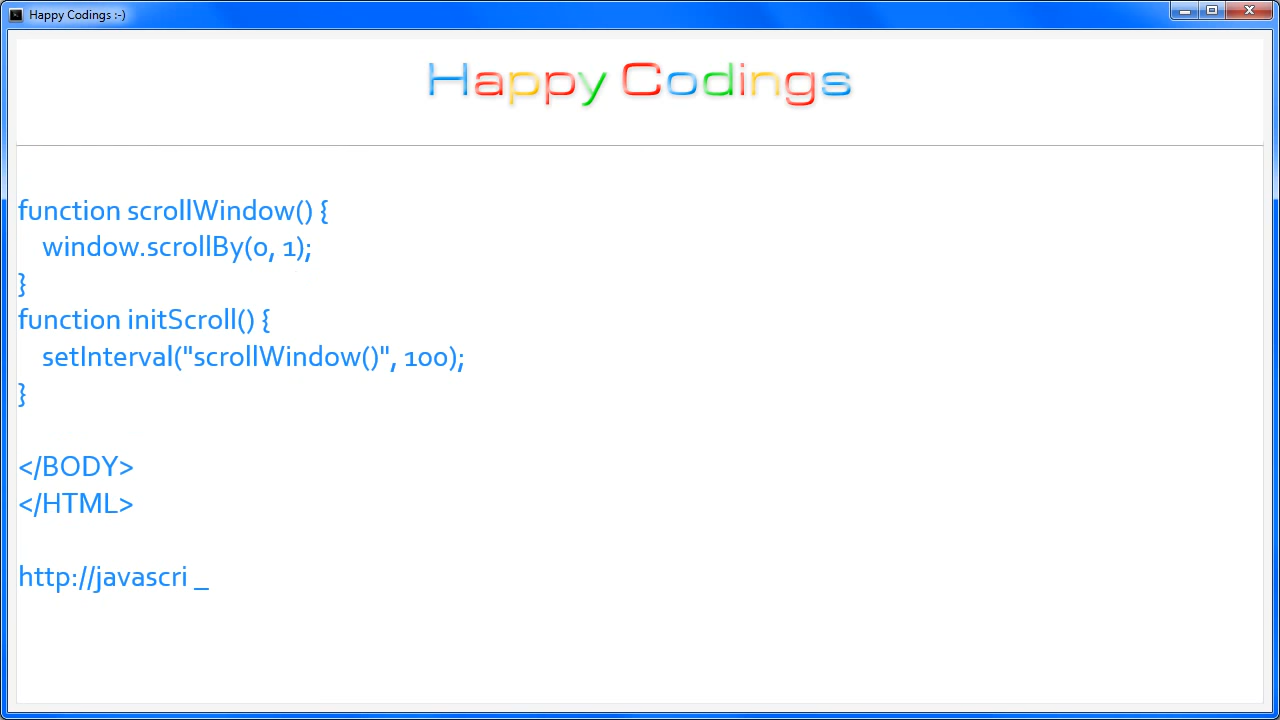 Happy Codings :-)
Happy Codings
function scrollWindow() {
window.scrollBy(0, 1);
}
function initScroll() {
setInterval("scrollWindow()", 100);
}
</BODY>
</HTML>
http://javascri _